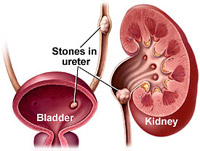 Stones in
ureter
Bladder
Kidney